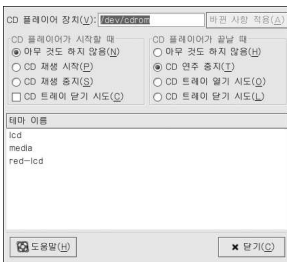 CD 플레이어 장치(V): /dev/cdrom 바뀐 사항 적용(A)
CD 플레이어가 시작할 때 CD 플레이어가 끝날 때
아무 것도 하지 않음(N) 아무 것도 하지 않음(H)
CD 재생 시작(P) CD 연주 중지(T)
CD 재생 중지(S) CD 트레이 열기 시도(O)
CD 트레이 닫기 시도(C) CD 트레이 닫기 시도(L)
테마 이름
lcd
media
red-lcd
도움말(H) 닫기(C)